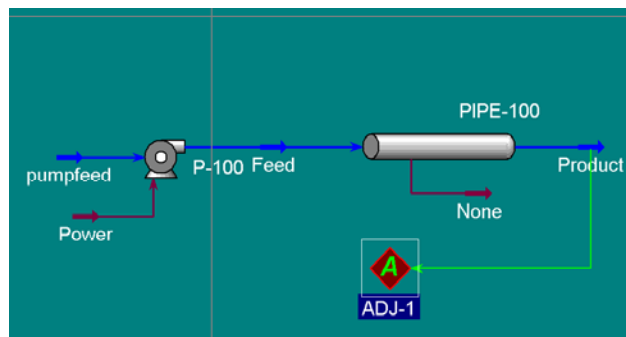 PIPE-100
pumpfeed
P-100
Feed
Product
Power
None
A
ADJ-1